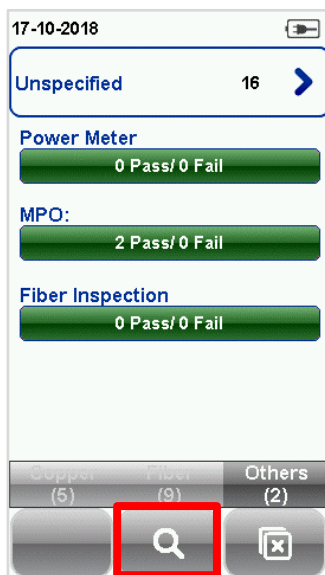 17-10-2018
Unspecified 16
Power Meter
0 Pass/ 0 Fail
MPO:
2 Pass/ 0 Fail
Fiber Inspection
0 Pass/ 0 Fail
Copper Fiber Others
(5) (9) (2)